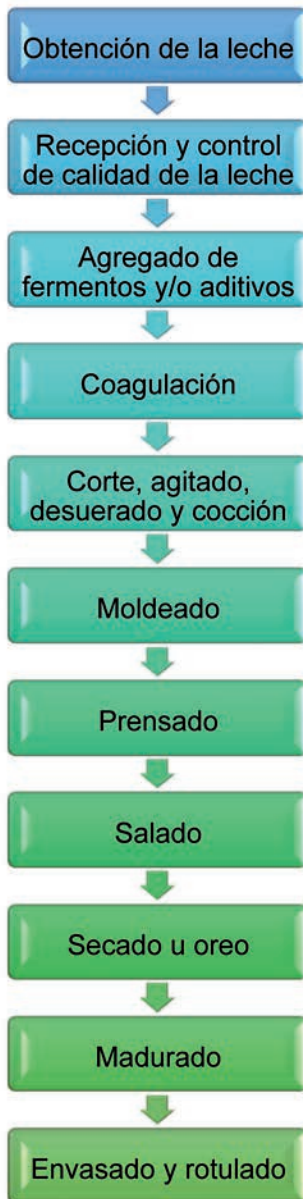 Obtención de la leche
Recepción y control
de calidad de la leche
Agregado de
fermentos y/o aditivos
Coagulación
Corte, agitado,
desuerado y cocción
Moldeado
Prensado
Salado
Secado u oreo
Madurado
Envasado y rotulado